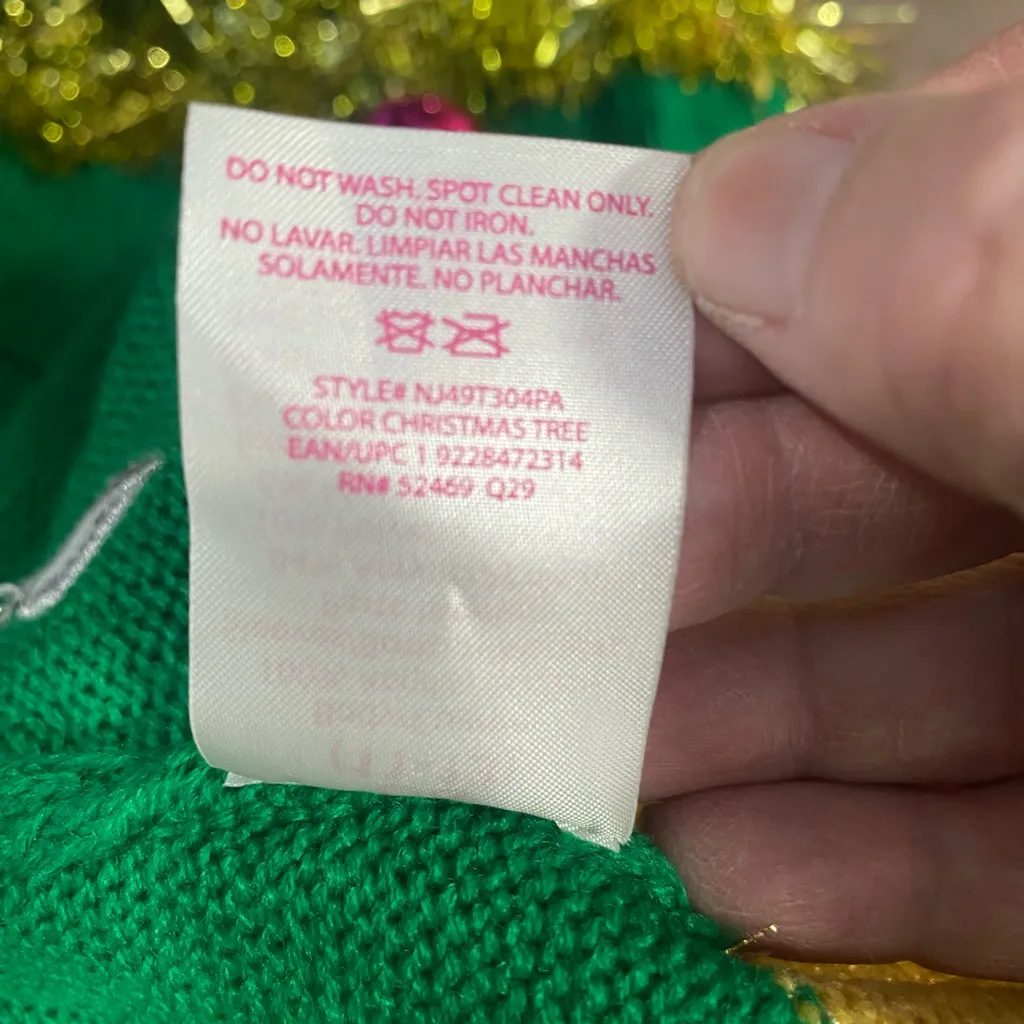 DO NOT WASH. SPOT CLEAN ONLY.
DO NOT IRON.
NO LAVAR. LIMPIAR LAS MANCHAS
SOLAMENTE. NO PLANCHAR.
STYLE# NJ49T304PA
COLOR CHRISTMAS TREE
EAN/UPC 1 9228472314
RN# 52469 Q29